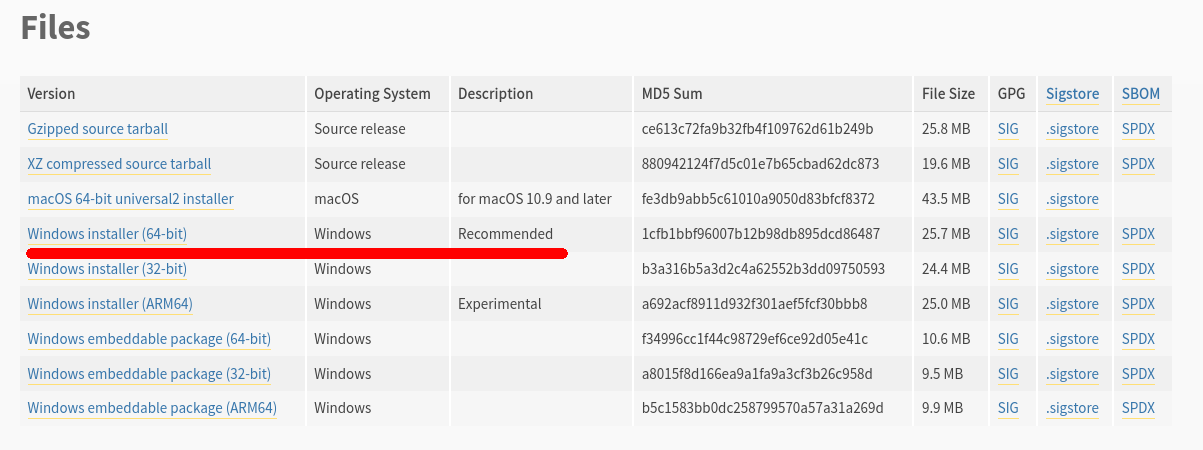 Files
Version Operating System Description MD5 Sum File Size GPG Sigstore SBOM
Gzipped source tarball Source release ce613c72fa9b32fb4f109762d61b249b 25.8 MB SIG .sigstore SPDX
XZ compressed source tarball Source release 880942124f7d5c01e7b65cbad62dc873 19.6 MB SIG .sigstore SPDX
macOS 64-bit universal2 installer macOS for macOS 10.9 and later fe3db9abb5c61010a9050d83bfcf8372 43.5 MB SIG .sigstore
Windows installer (64-bit) Windows Recommended 1cfb1bbf96007b12b98db895dcd86487 25.7 MB SIG .sigstore SPDX
Windows installer (32-bit) Windows b3a316b5a3d2c4a62552b3dd09750593 24.4 MB SIG .sigstore SPDX
Windows installer (ARM64) Windows Experimental a692acf8911d932f301aef5fcf30bbb8 25.0 MB SIG .sigstore SPDX
Windows embeddable package (64-bit) Windows f34996cc1f44c98729ef6ce92d05e41c 10.6 MB SIG .sigstore SPDX
Windows embeddable package (32-bit) Windows a8015f8d166ea9a1fa9a3cf3b26c958d 9.5 MB SIG .sigstore SPDX
Windows embeddable package (ARM64) Windows b5c1583bb0dc258799570a57a31a269d 9.9 MB SIG .sigstore SPDX